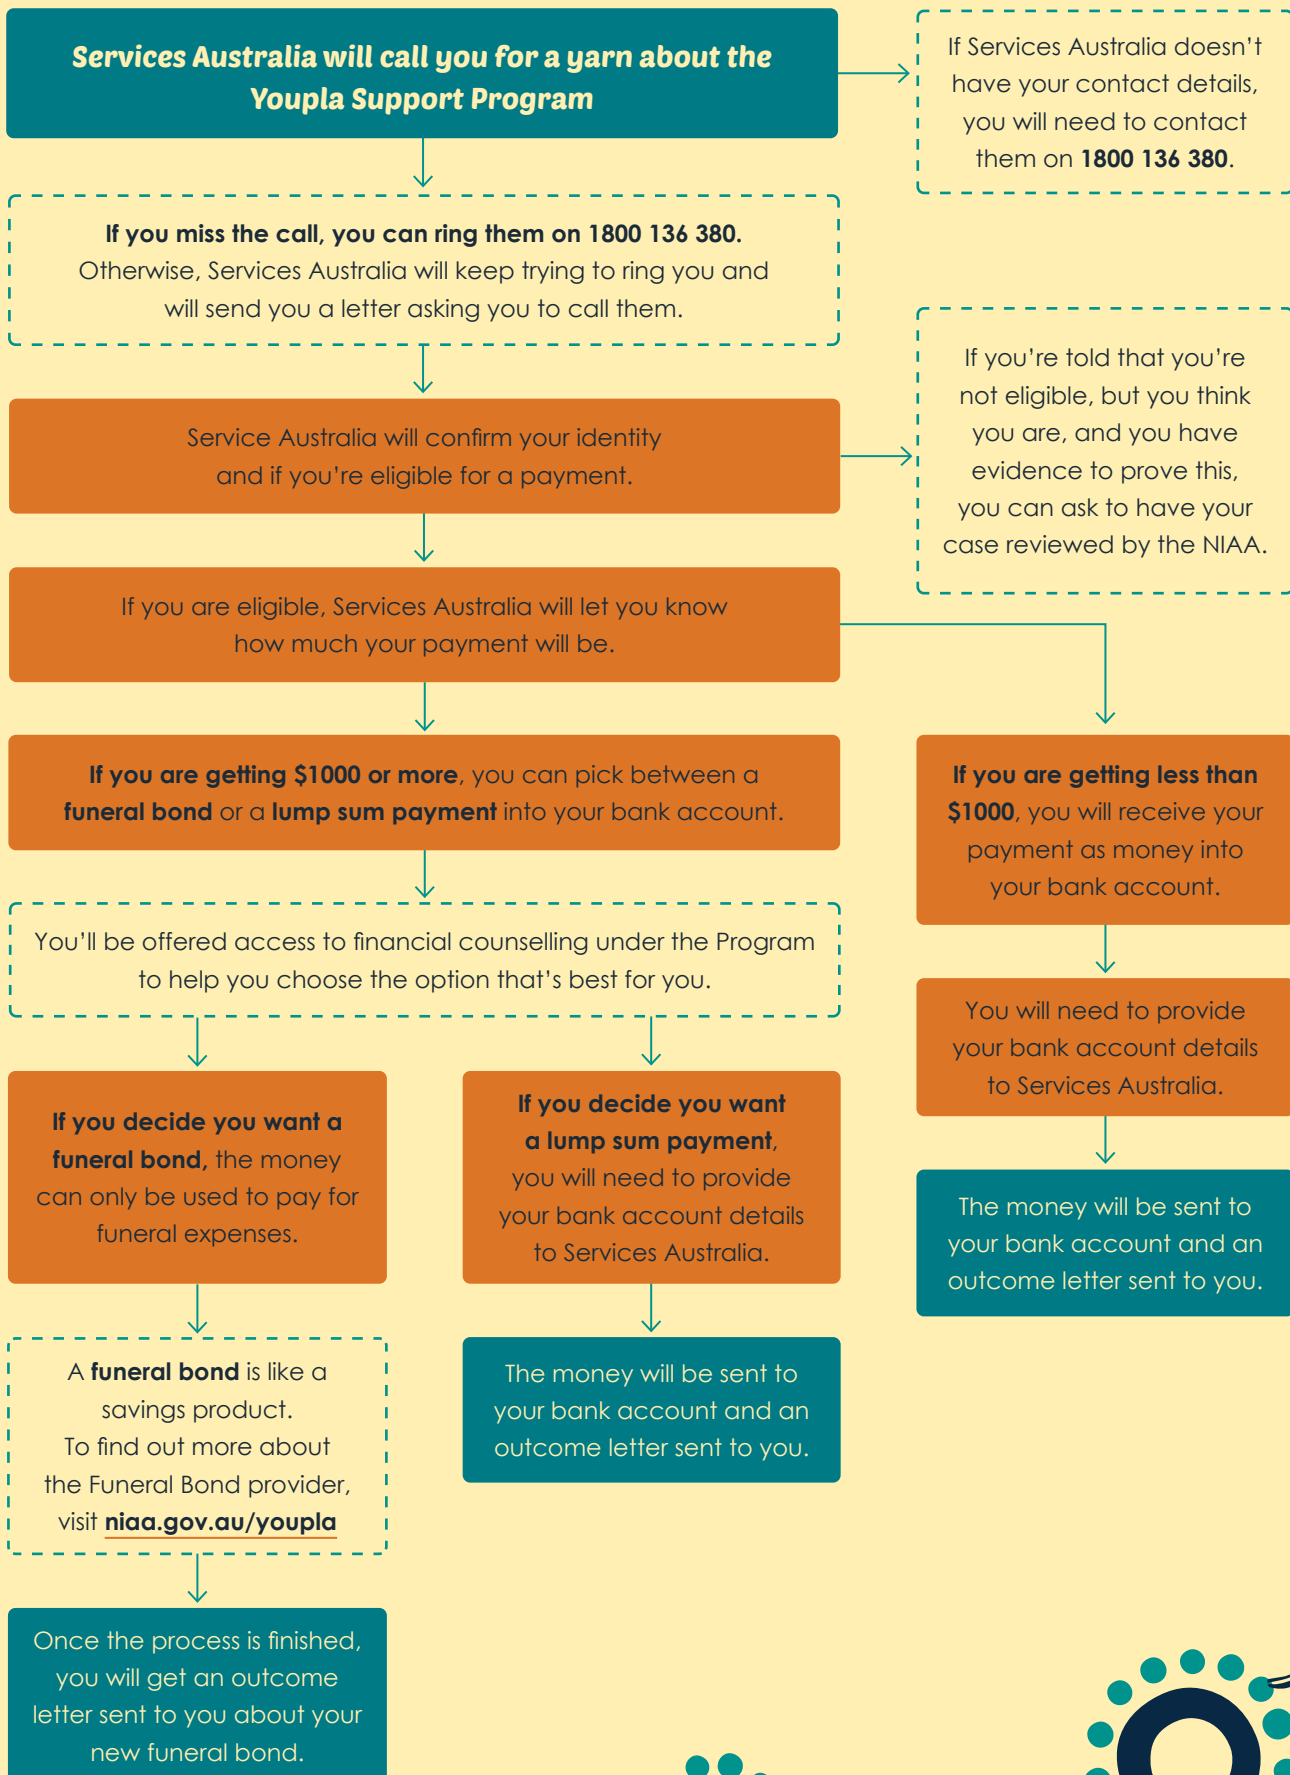 Services Australia will call you for a yarn about the
Youpla Support Program
If Services Australia doesn't
have your contact details,
you will need to contact
them on 1800 136 380.
If you miss the call, you can ring them on 1800 136 380.
Otherwise, Services Australia will keep trying to ring you and
will send you a letter asking you to call them.
If you're told that you're
not eligible, but you think
you are, and you have
evidence to prove this,
you can ask to have your
case reviewed by the NIAA.
Service Australia will confirm your identity
and if you're eligible for a payment.
If you are eligible, Services Australia will let you know
how much your payment will be.
If you are getting $1000 or more, you can pick between a
funeral bond or a lump sum payment into your bank account.
If you are getting less than
$1000, you will receive your
payment as money into
your bank account.
You'll be offered access to financial counselling under the Program
to help you choose the option that's best for you.
You will need to provide
your bank account details
to Services Australia.
If you decide you want a
funeral bond, the money
can only be used to pay for
funeral expenses.
If you decide you want
a lump sum payment,
you will need to provide
your bank account details
to Services Australia.
The money will be sent to
your bank account and an
outcome letter sent to you.
A funeral bond is like a
savings product.
To find out more about
the Funeral Bond provider,
visit niaa.gov.au/youpla
The money will be sent to
your bank account and an
outcome letter sent to you.
Once the process is finished,
you will get an outcome
letter sent to you about your
new funeral bond.